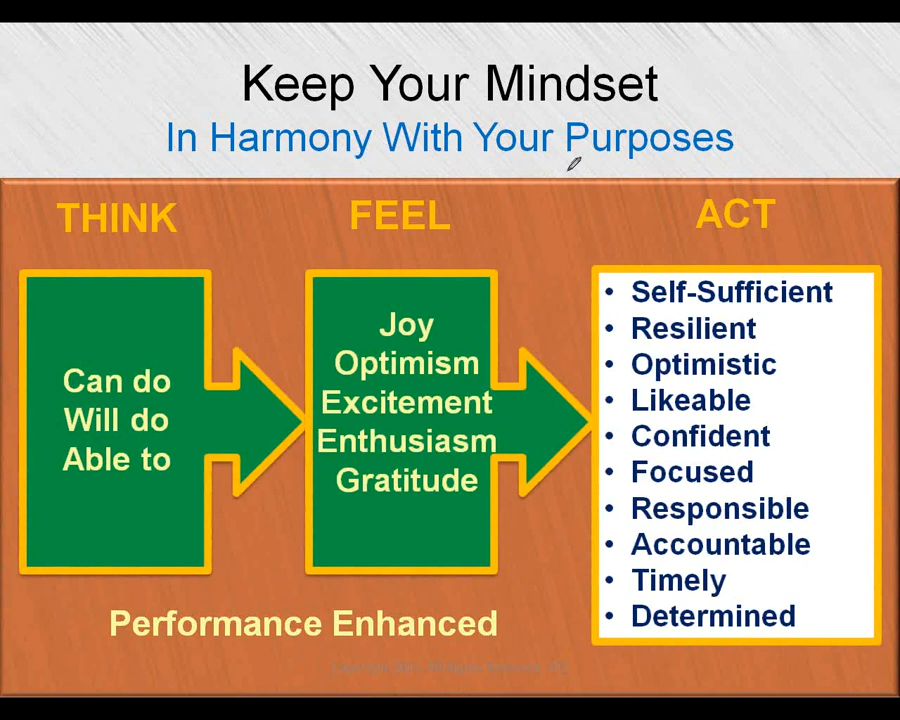 Keep Your Mindset
In Harmony With Your Purposes
THINK
FEEL
ACT
Can do
Will do
Able to
Joy
Optimism
Excitement
Enthusiasm
Gratitude
• Self-Sufficient
• Resilient
• Optimistic
• Likeable
• Confident
• Focused
• Responsible
• Accountable
• Timely
• Determined
Performance Enhanced